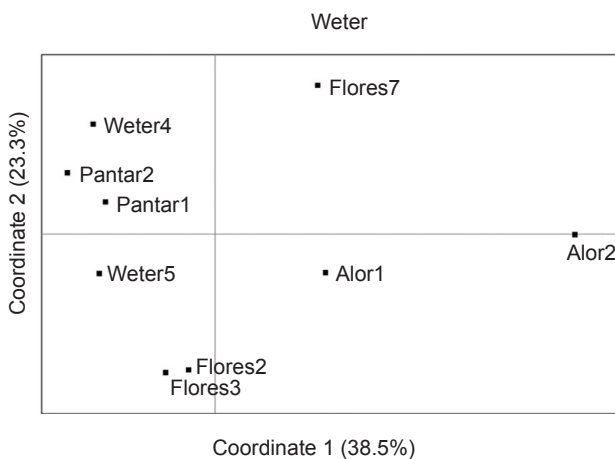 Weter
Flores7
Weter4
Pantar2
Pantar1
Alor2
Weter5
Alor1
Flores2
Flores3
Coordinate 2 (23.3%)
Coordinate 1 (38.5%)